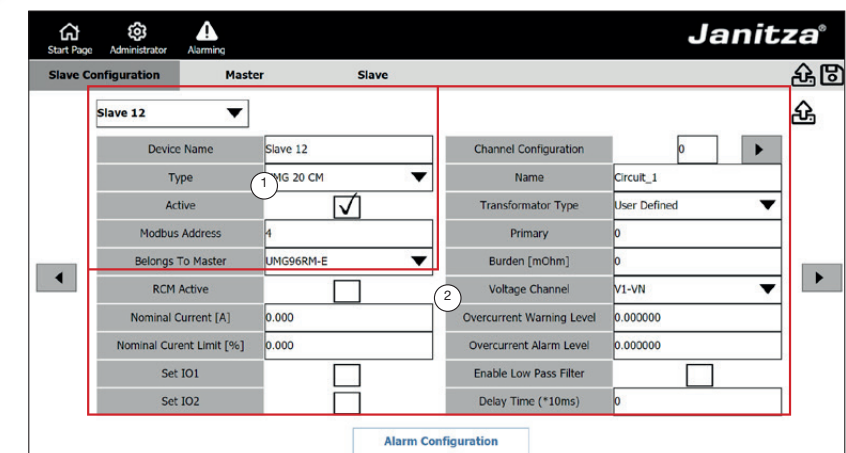 Janitza®
Start Page Administrator Alarming
Slave Configuration Master Slave
Slave 12
Device Name Slave 12
Type UMG 20 CM
1
Active
Modbus Address 4
Belongs To Master UMG96RM-E
RCM Active
Nominal Current [A] 0.000
Nominal Curent Limit [%] 0.000
Set IO1
Set IO2
Channel Configuration 0
Name Circuit_1
Transformator Type User Defined
Primary 0
Burden [mOhm] 0
2
Voltage Channel V1-VN
Overcurrent Warning Level 0.000000
Overcurrent Alarm Level 0.000000
Enable Low Pass Filter
Delay Time (*10ms) 0
Alarm Configuration